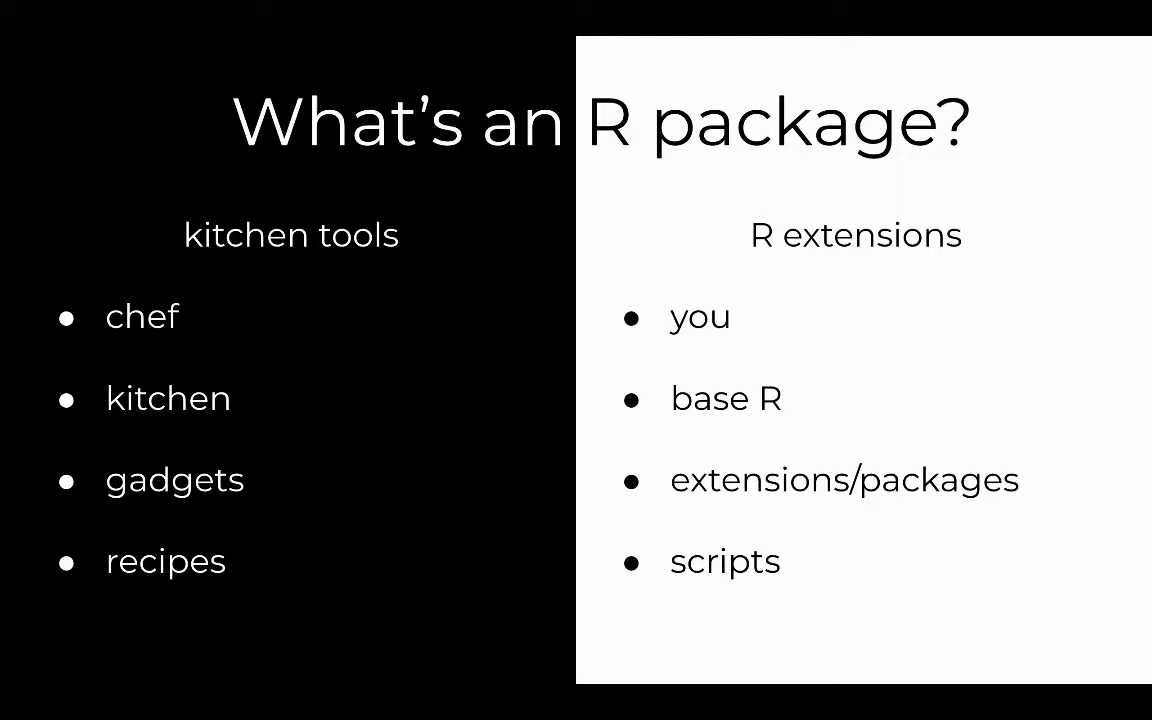 What's an R package?
kitchen tools
● chef
● kitchen
● gadgets
● recipes
R extensions
● you
● base R
● extensions/packages
● scripts